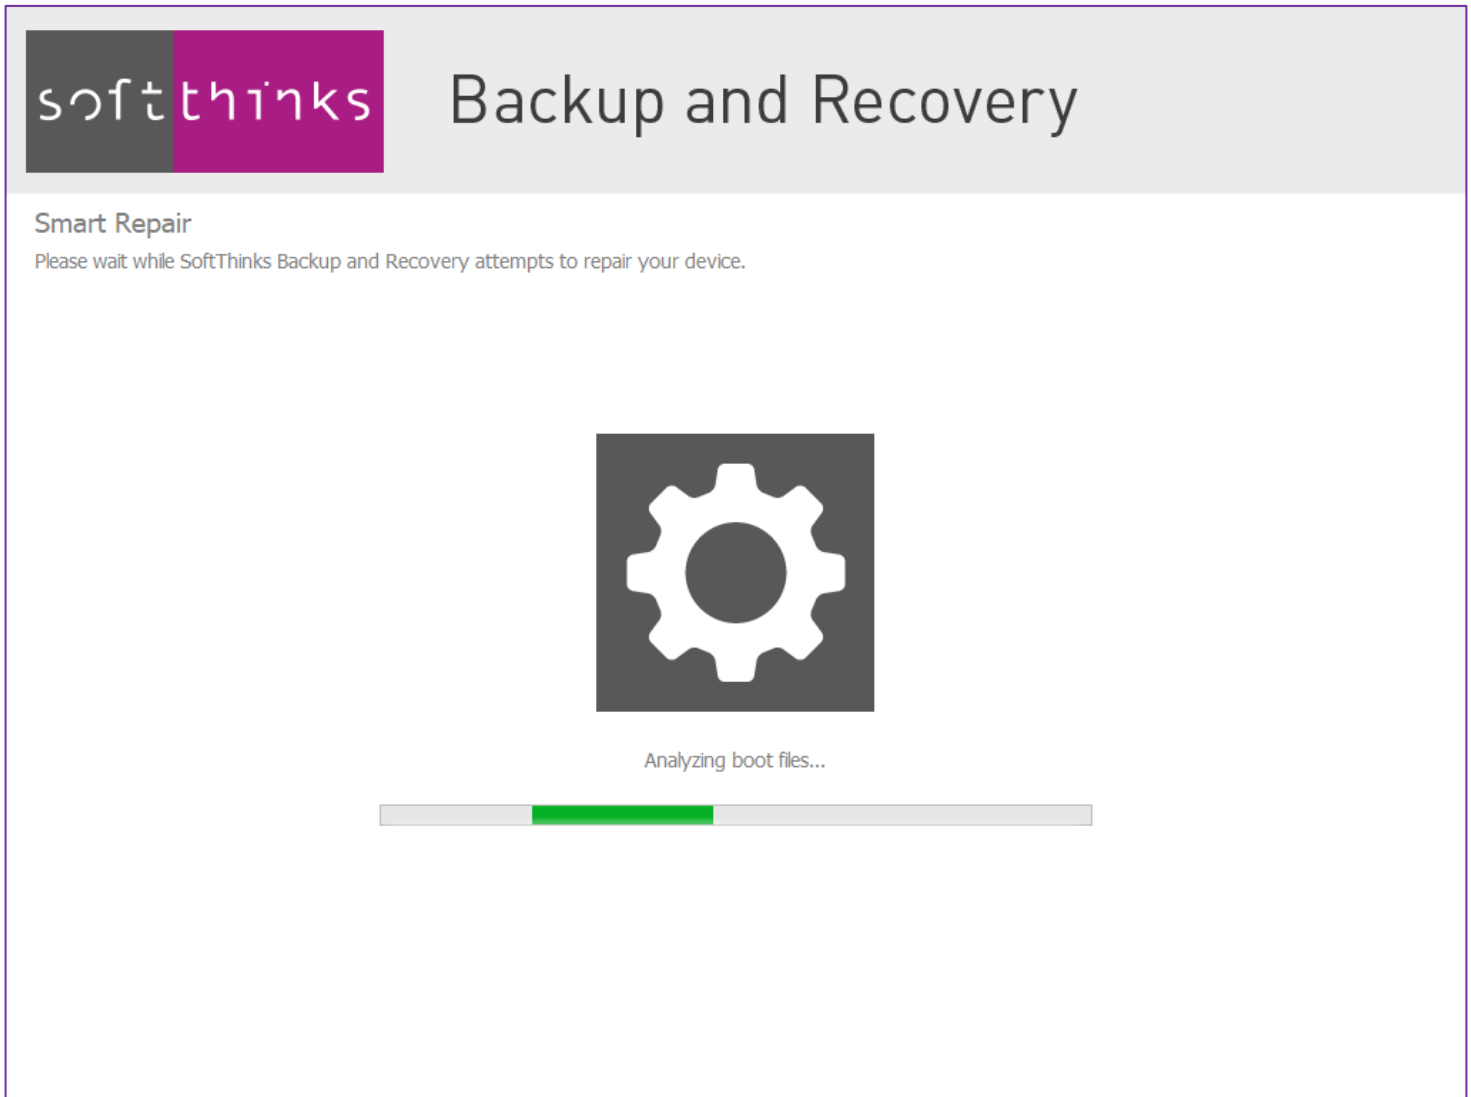 softthinks
Backup and Recovery
Smart Repair
Please wait while SoftThinks Backup and Recovery attempts to repair your device.
Analyzing boot files...